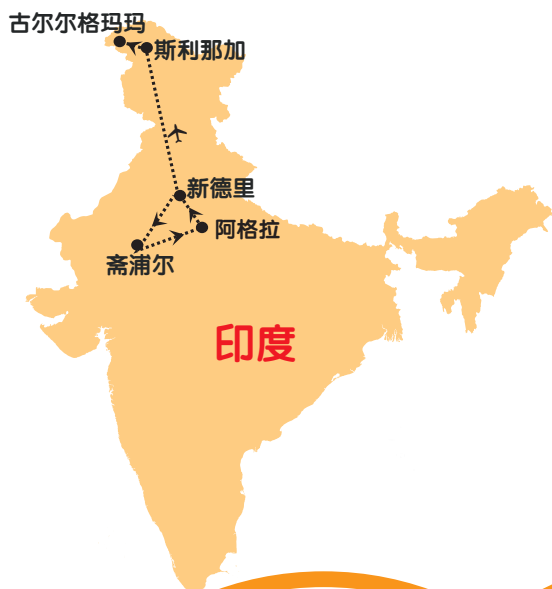 古尔尔格玛玛
斯利那加
新德里
阿格拉
斋浦尔
印度